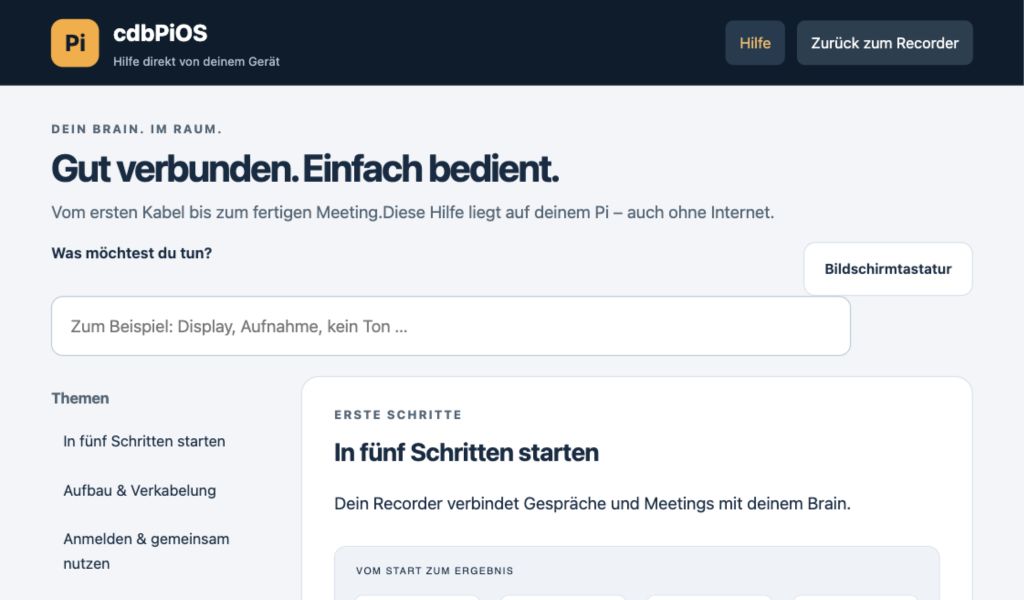 Pi
cdbPiOS
Hilfe direkt von deinem Gerät
Hilfe
Zurück zum Recorder
DEIN BRAIN. IM RAUM.
Gut verbunden. Einfach bedient.
Vom ersten Kabel bis zum fertigen Meeting.Diese Hilfe liegt auf deinem Pi – auch ohne Internet.
Was möchtest du tun?
Bildschirmtastatur
Zum Beispiel: Display, Aufnahme, kein Ton ...
Themen
In fünf Schritten starten
Aufbau & Verkabelung
Anmelden & gemeinsam
nutzen
ERSTE SCHRITTE
In fünf Schritten starten
Dein Recorder verbindet Gespräche und Meetings mit deinem Brain.
VOM START ZUM ERGEBNIS